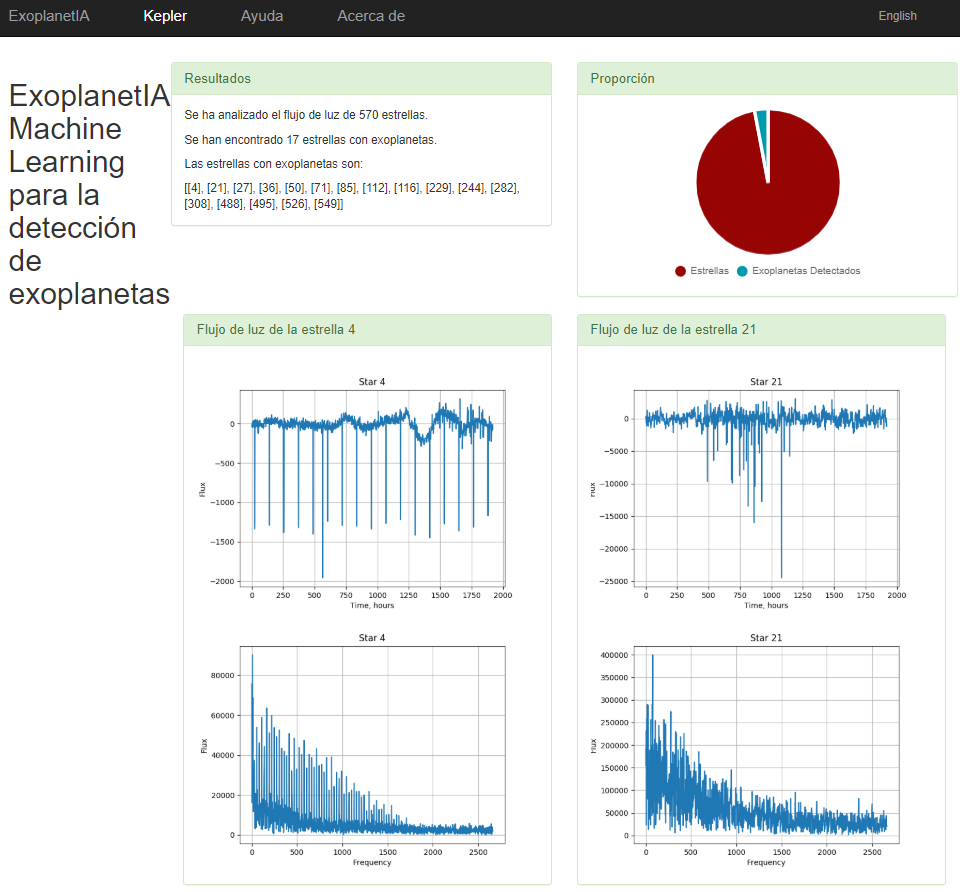 ExoplanetIA Kepler Ayuda Acerca de English
ExoplanetIA
Machine
Learning
para la
detección
de
exoplanetas
Resultados
Se ha analizado el flujo de luz de 570 estrellas.
Se han encontrado 17 estrellas con exoplanetas.
Las estrellas con exoplanetas son:
[[4], [21], [27], [36], [50], [71], [85], [112], [116], [229], [244], [282],
[308], [488], [495], [526], [549]]
Proporción
Estrellas Exoplanetas Detectados
Flujo de luz de la estrella 4
Star 4
0
−500
−1000
−1500
−2000
Flux
0 250 500 750 1000 1250 1500 1750 2000
Time, hours
Star 4
80000
60000
40000
20000
0
Flux
0 500 1000 1500 2000 2500
Frequency
Flujo de luz de la estrella 21
Star 21
0
−5000
−10000
−15000
−20000
−25000
Flux
0 250 500 750 1000 1250 1500 1750 2000
Time, hours
Star 21
400000
350000
300000
250000
200000
150000
100000
50000
0
Flux
0 500 1000 1500 2000 2500
Frequency